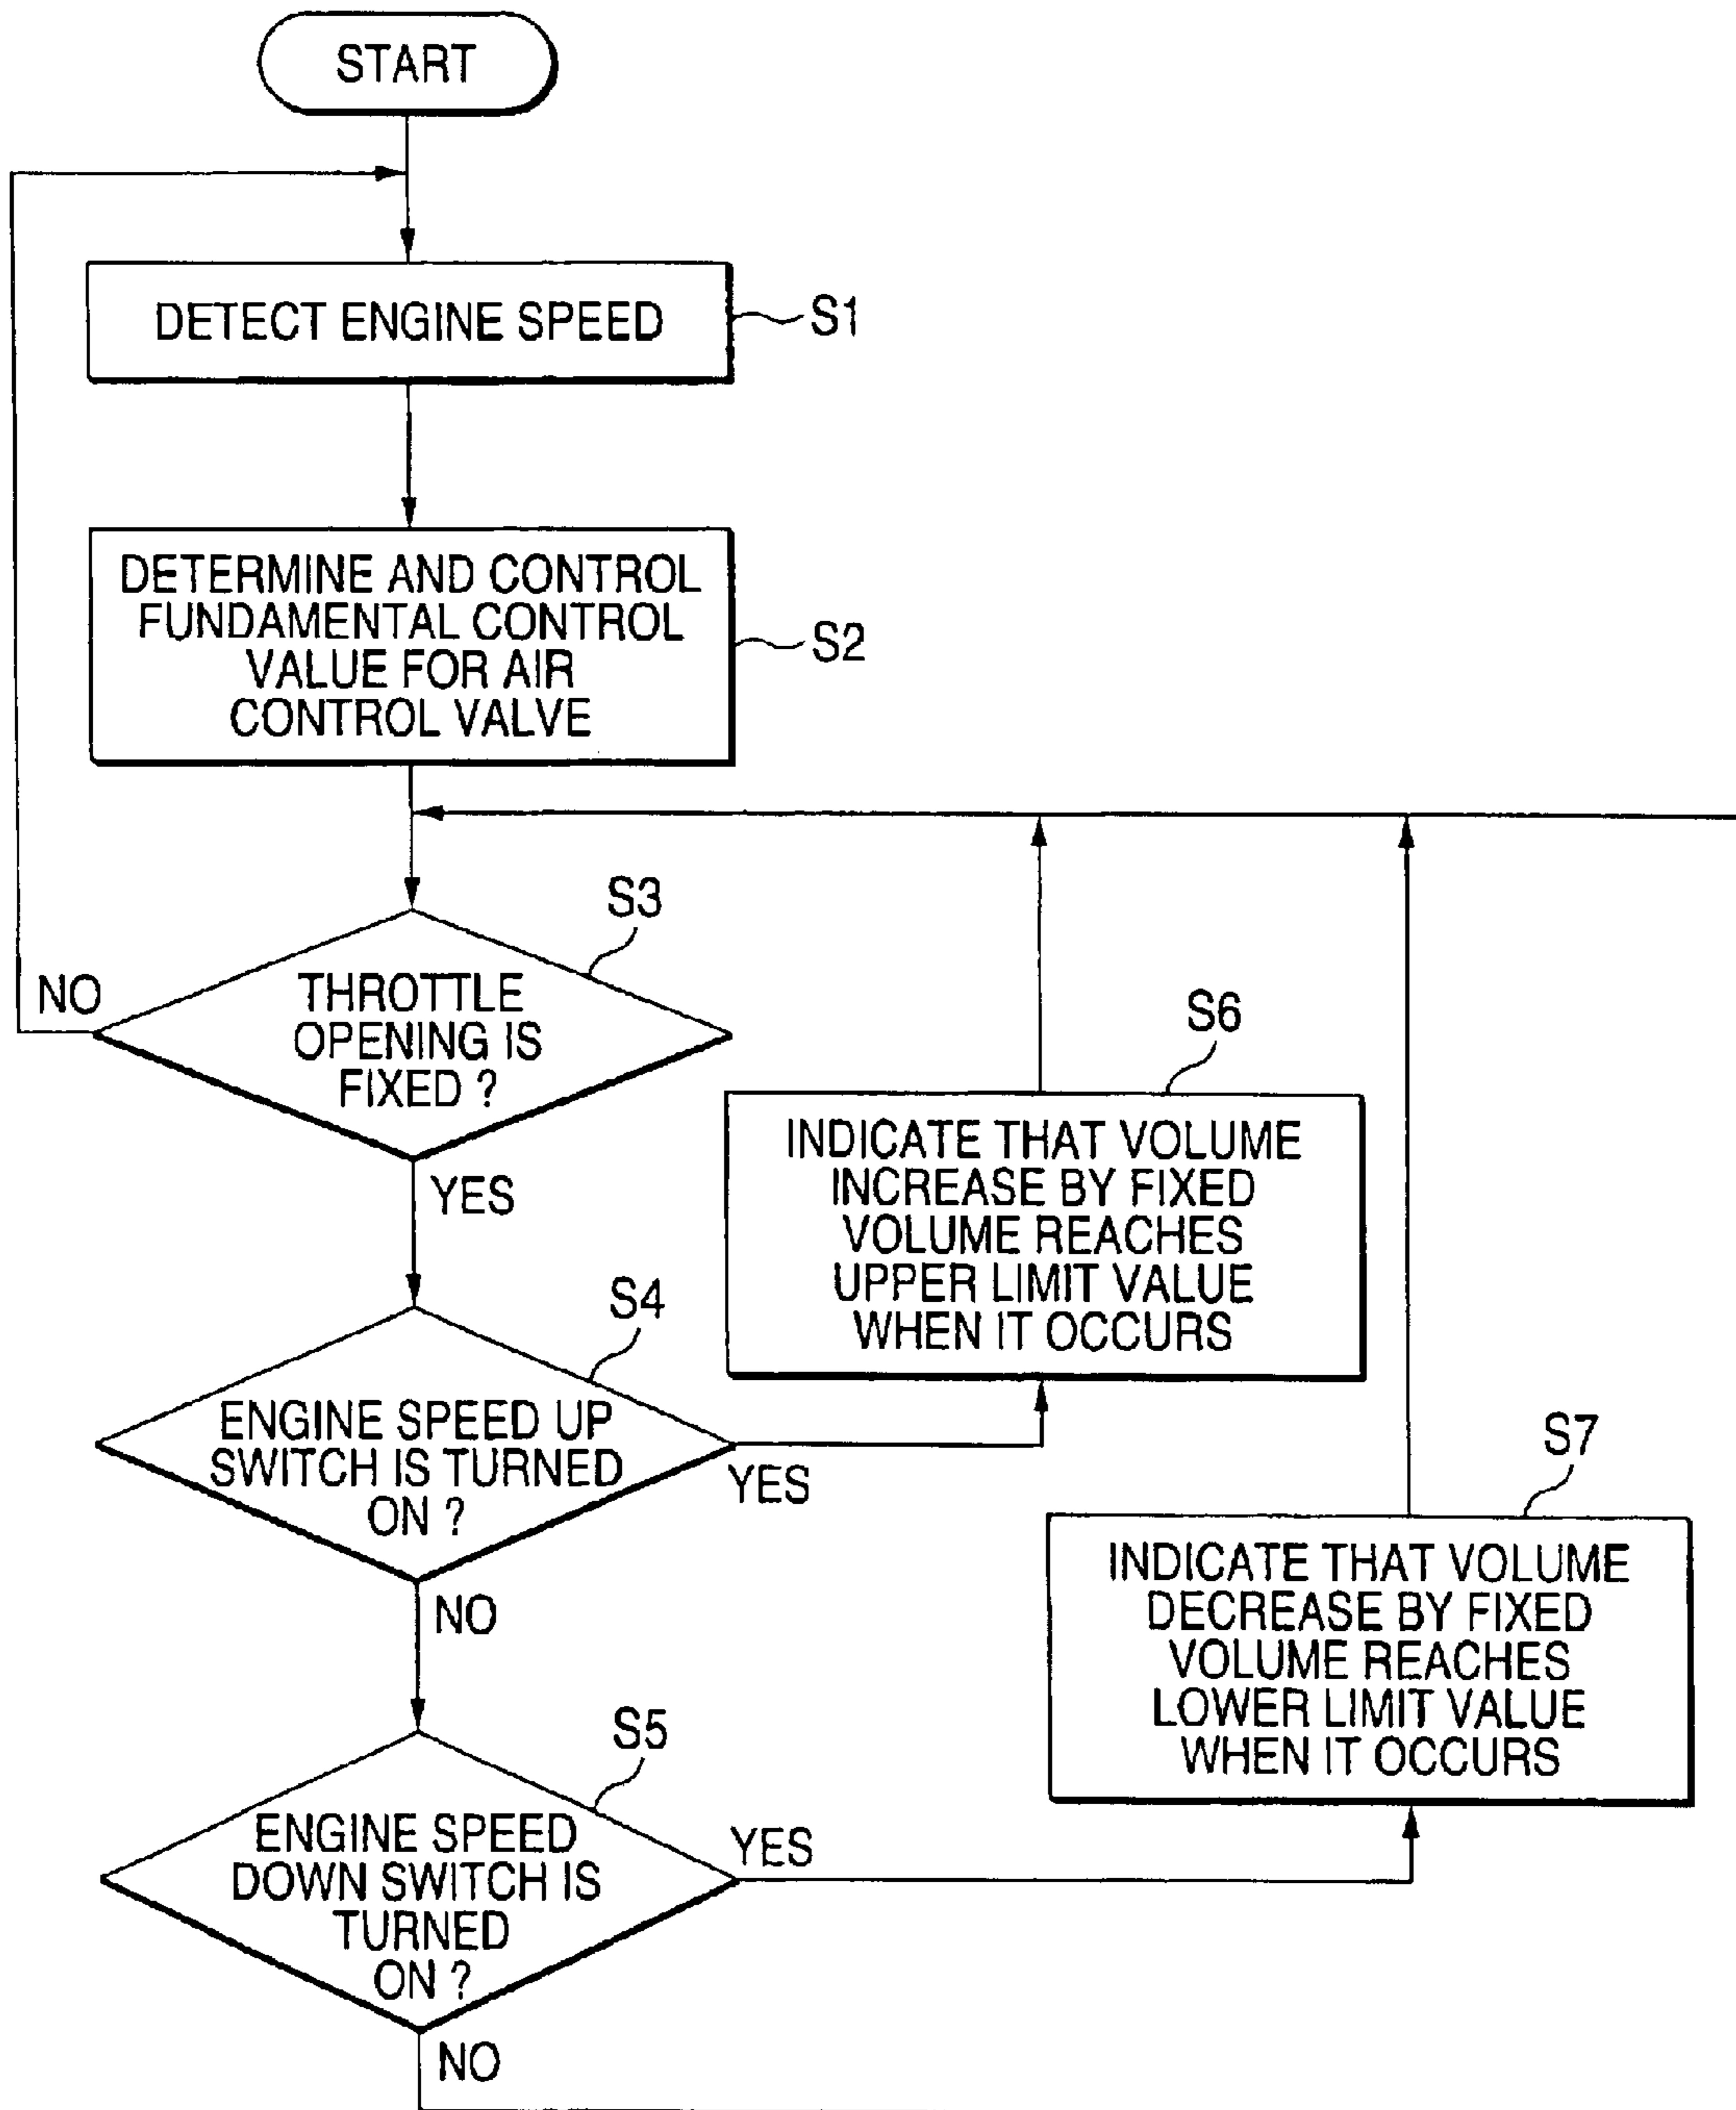 START
DETECT ENGINE SPEED
S1
DETERMINE AND CONTROL
FUNDAMENTAL CONTROL
VALUE FOR AIR
CONTROL VALVE
S2
S3
THROTTLE
OPENING IS
FIXED ?
NO
YES
S4
ENGINE SPEED UP
SWITCH IS TURNED
ON ?
YES
NO
S6
INDICATE THAT VOLUME
INCREASE BY FIXED
VOLUME REACHES
UPPER LIMIT VALUE
WHEN IT OCCURS
S5
ENGINE SPEED
DOWN SWITCH IS
TURNED
ON ?
YES
NO
S7
INDICATE THAT VOLUME
DECREASE BY FIXED
VOLUME REACHES
LOWER LIMIT VALUE
WHEN IT OCCURS